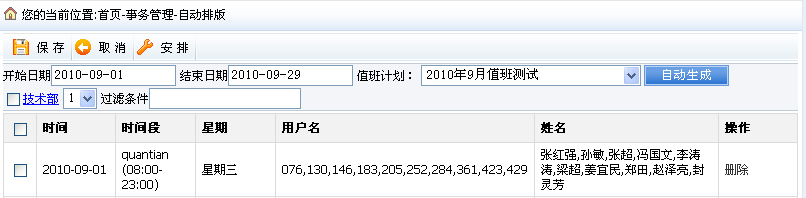 您的当前位置:首页-事务管理-自动排版
保 存 取 消 安 排
开始日期 2010-09-01 结束日期 2010-09-29 值班计划： 2010年9月值班测试 自动生成
技术部 1 过滤条件
时间 时间段 星期 用户名 姓名 操作
2010-09-01
quantian
(08:00-
23:00)
星期三
076,130,146,183,205,252,284,361,423,429
张红强,孙敏,张超,冯国文,李涛
涛,梁超,姜宜民,郑田,赵泽亮,封
灵芳
删除